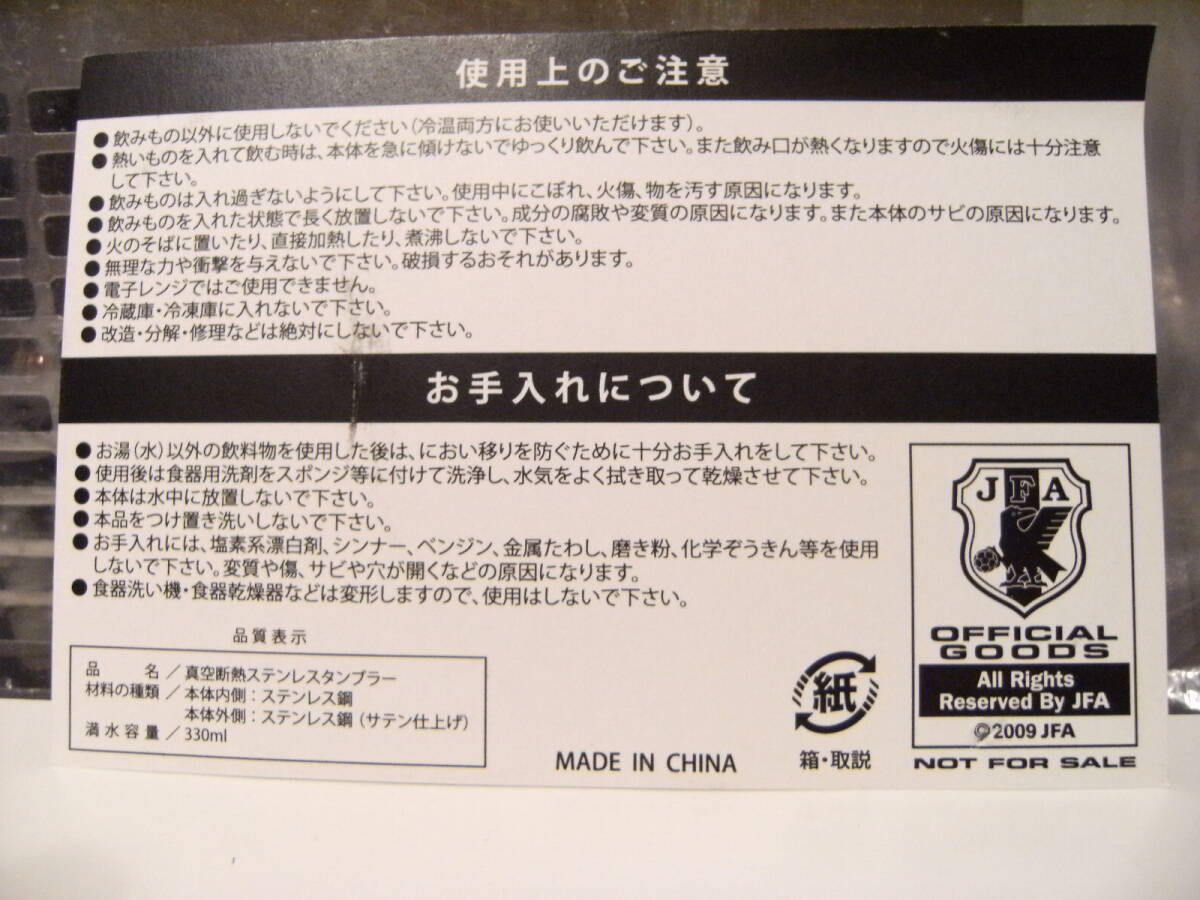 使用上のご注意
●飲みもの以外に使用しないでください(冷温両方にお使いいただけます)。
●熱いものを入れて飲む時は、本体を急に傾けないでゆっくり飲んで下さい。また飲み口が熱くなりますので火傷には十分注意
して下さい。
●飲みものは入れ過ぎないようにして下さい。使用中にこぼれ、火傷、物を汚す原因になります。
●飲みものを入れた状態で長く放置しないで下さい。成分の腐敗や変質の原因になります。また本体のサビの原因になります。
●火のそばに置いたり、直接加熱したり、煮沸しないで下さい。
●無理な力や衝撃を与えないで下さい。破損するおそれがあります。
●電子レンジではご使用できません。
●冷蔵庫・冷凍庫に入れないで下さい。
●改造・分解・修理などは絶対にしないで下さい。
お手入れについて
●お湯(水)以外の飲料物を使用した後は、におい移りを防ぐために十分お手入れをして下さい。
●使用後は食器用洗剤をスポンジ等に付けて洗浄し、水気をよく拭き取って乾燥させて下さい。
●本体は水中に放置しないで下さい。
●本品をつけ置き洗いしないで下さい。
●お手入れには、塩素系漂白剤、シンナー、ベンジン、金属たわし、磨き粉、化学ぞうきん等を使用
しないで下さい。変質や傷、サビや穴が開くなどの原因になります。
●食器洗い機・食器乾燥器などは変形しますので、使用はしないで下さい。
品質表示
品 名/真空断熱ステンレスタンブラー
材料の種類/本体内側:ステンレス鋼
本体外側:ステンレス鋼(サテン仕上げ)
満水容量/330ml
MADE IN CHINA
紙
箱・取説
JFA
OFFICIAL
GOODS
All Rights
Reserved By JFA
©2009 JFA
NOT FOR SALE